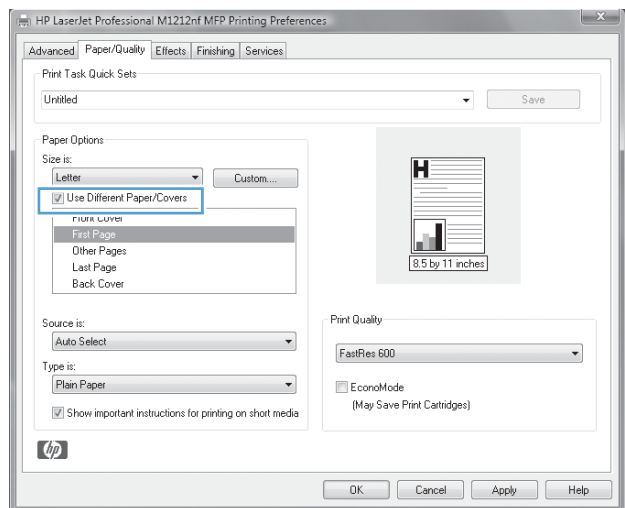 HP LaserJet Professional M1212nf MFP Printing Preferences
Advanced Paper/Quality Effects Finishing Services
Print Task Quick Sets
Untitled
Save
Paper Options
Size is:
Letter
Custom....
Use Different Paper/Covers
Front Cover
First Page
Other Pages
Last Page
Back Cover
Source is:
Auto Select
Type is:
Plain Paper
Show important instructions for printing on short media
H
8.5 by 11 inches
Print Quality
FastRes 600
EconoMode
(May Save Print Cartridges)
hp
OK Cancel Apply Help